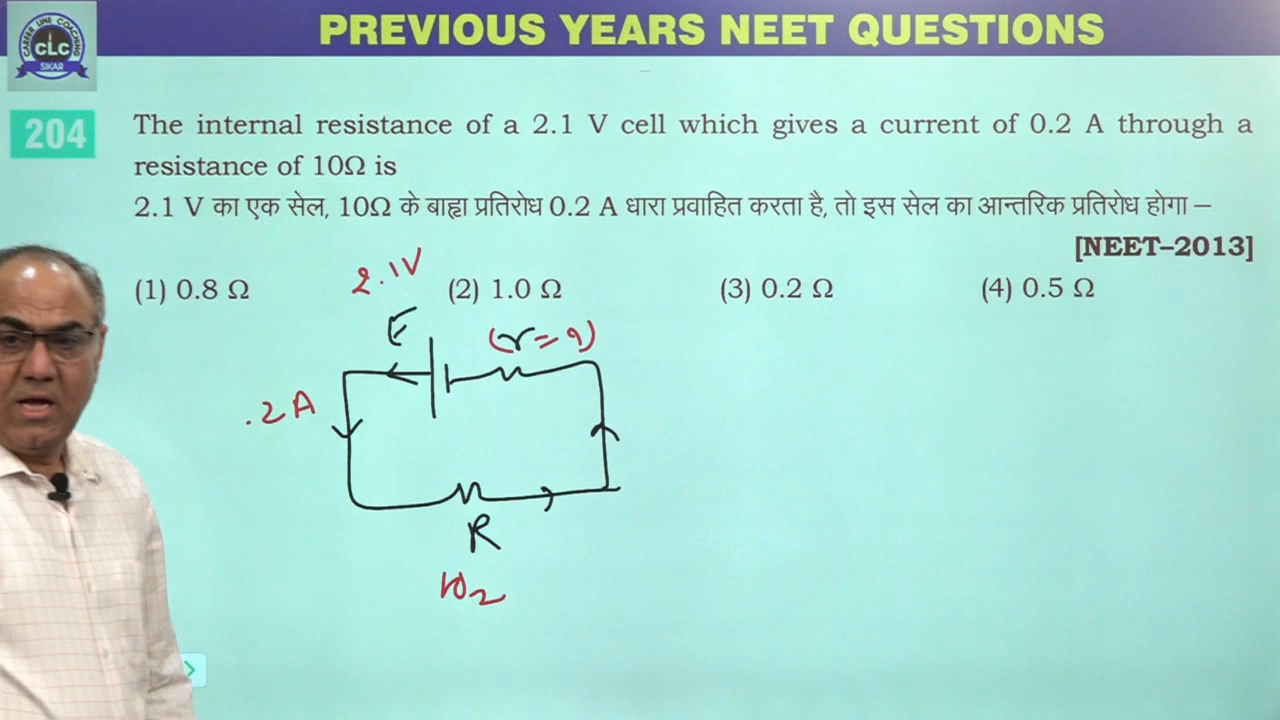 PREVIOUS YEARS NEET QUESTIONS
CAREER LINE COACHING
CLC
SIKAR
204
The internal resistance of a 2.1 V cell which gives a current of 0.2 A through a
resistance of 10Ω is
2.1 V का एक सेल, 10Ω के बाह्य प्रतिरोध 0.2 A धारा प्रवाहित करता है, तो इस सेल का आन्तरिक प्रतिरोध होगा –
[NEET–2013]
(1) 0.8 Ω (2) 1.0 Ω (3) 0.2 Ω (4) 0.5 Ω
2.1V
E
(r=?)
.2 A
R
10Ω